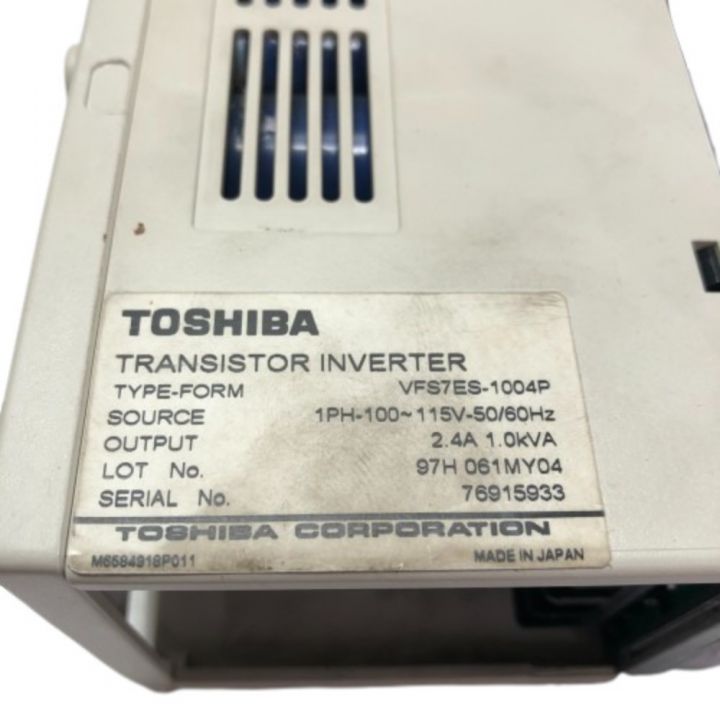 TOSHIBA
TRANSISTOR INVERTER
TYPE-FORM VFS7ES-1004P
SOURCE 1PH-100~115V-50/60Hz
OUTPUT 2.4A 1.0kVA
LOT No. 97H 061MY04
SERIAL No. 76915933
TOSHIBA CORPORATION
M6584918P011 MADE IN JAPAN